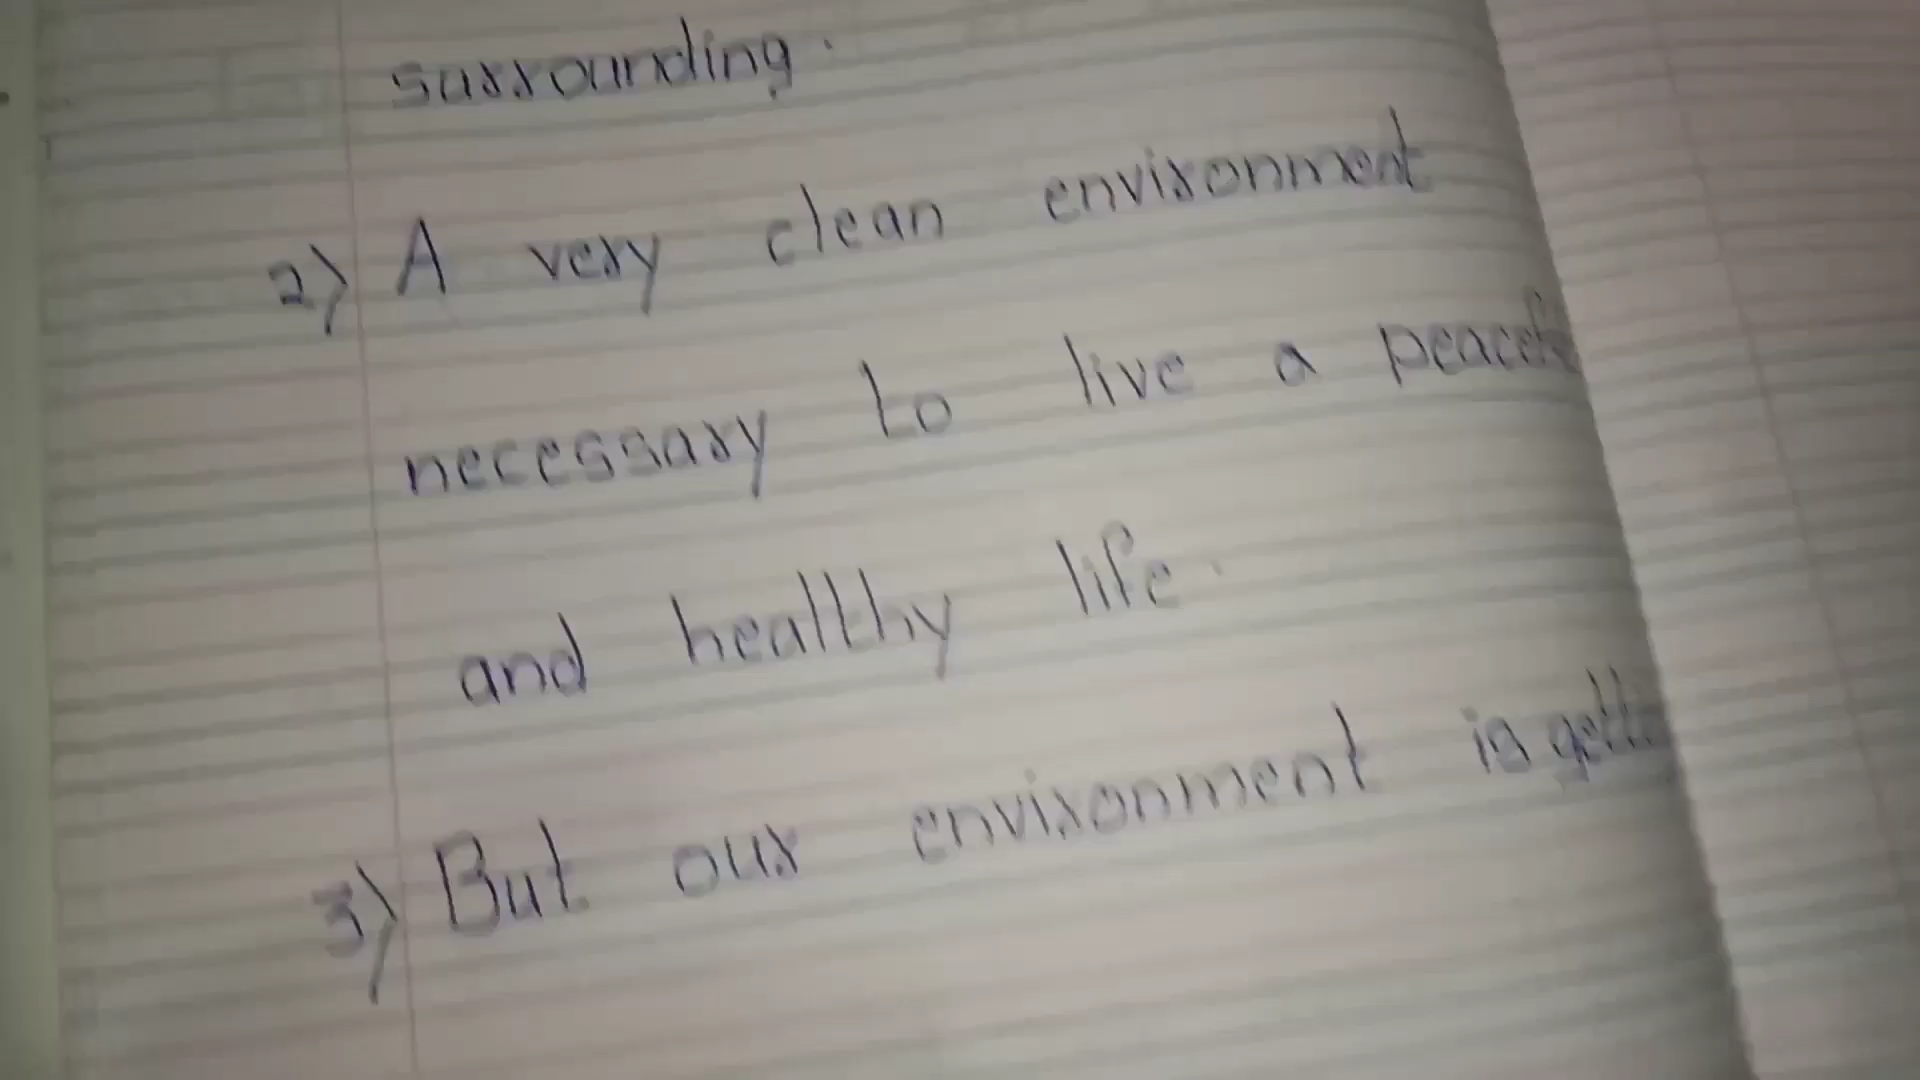 surrounding.
2) A very clean environment
necessary to live a
and healthy life.
3) But our environment is